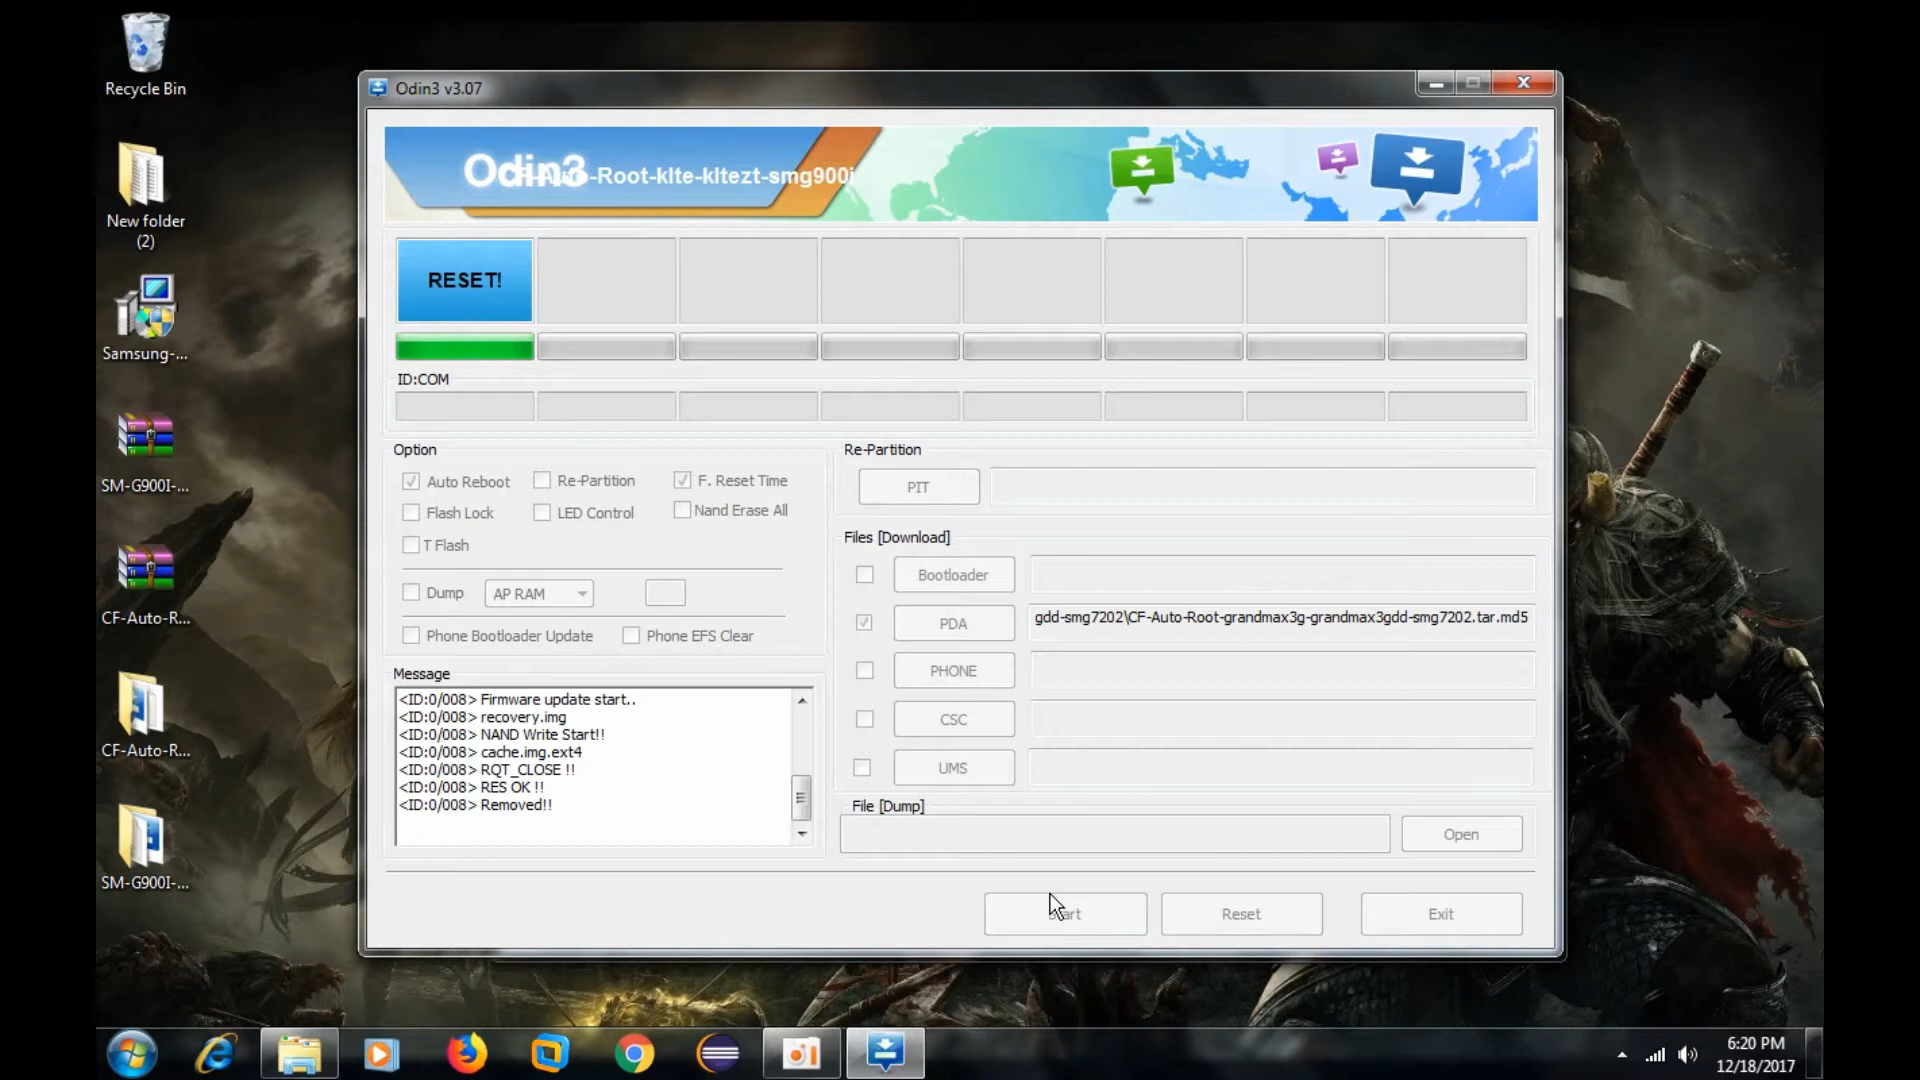 Recycle Bin
New folder
(2)
Samsung-...
SM-G900I-...
CF-Auto-R...
CF-Auto-R...
SM-G900I-...
Odin3 v3.07
Odin3
-Root-klte-kltezt-smg900i
RESET!
ID:COM
Option
Auto Reboot
Re-Partition
F. Reset Time
Flash Lock
LED Control
Nand Erase All
T Flash
Dump
AP RAM
Phone Bootloader Update
Phone EFS Clear
Message
<ID:0/008> Firmware update start..
<ID:0/008> recovery.img
<ID:0/008> NAND Write Start!!
<ID:0/008> cache.img.ext4
<ID:0/008> RQT_CLOSE !!
<ID:0/008> RES OK !!
<ID:0/008> Removed!!
Re-Partition
PIT
Files [Download]
Bootloader
PDA
gdd-smg7202\CF-Auto-Root-grandmax3g-grandmax3gdd-smg7202.tar.md5
PHONE
CSC
UMS
File [Dump]
Open
Reset
Exit
6:20 PM
12/18/2017